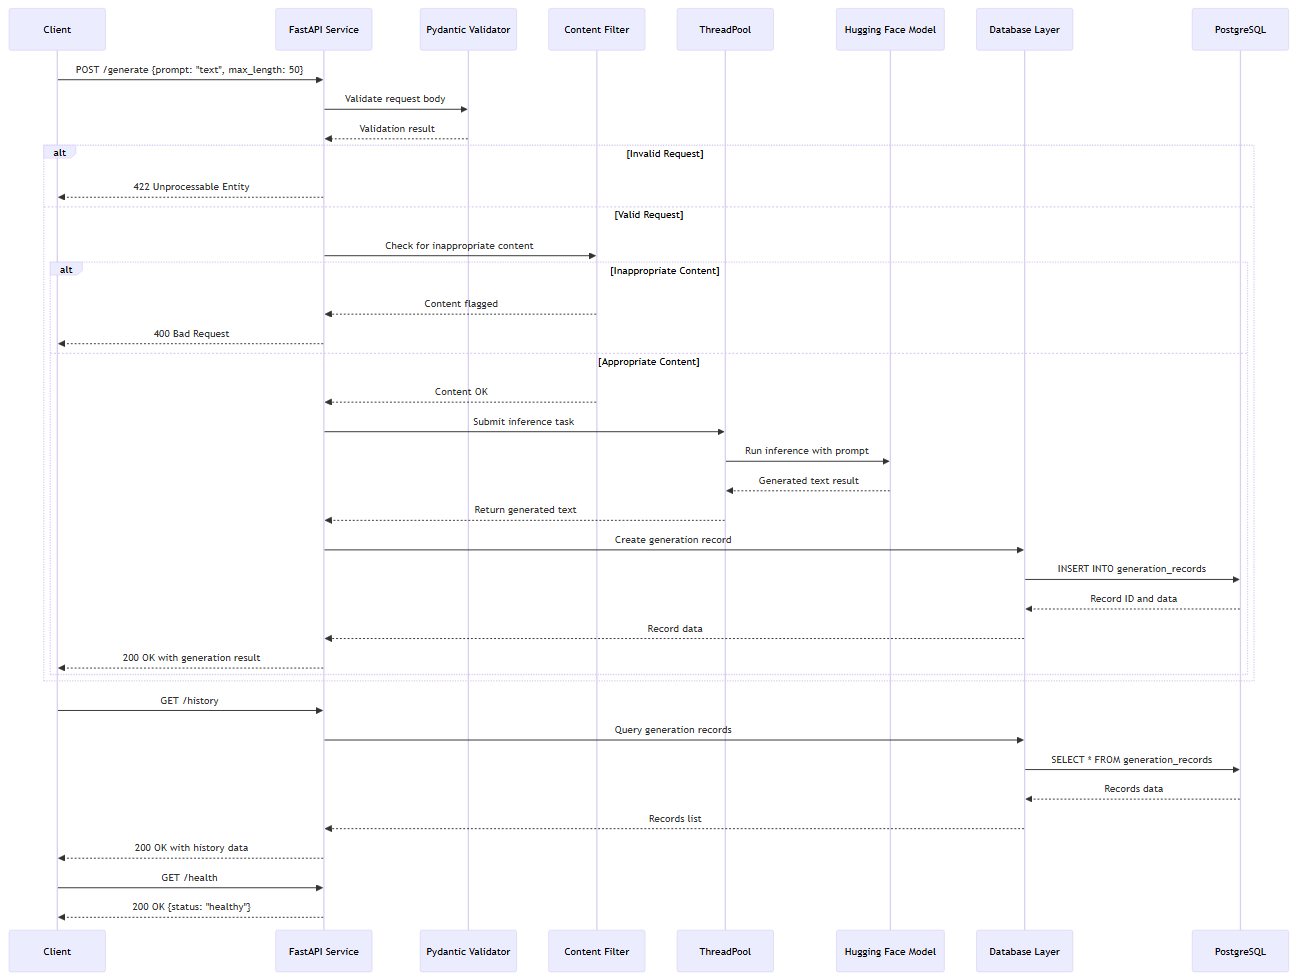 Client
FastAPI Service
Pydantic Validator
Content Filter
ThreadPool
Hugging Face Model
Database Layer
PostgreSQL
POST /generate {prompt: "text", max_length: 50}
Validate request body
Validation result
alt
[Invalid Request]
422 Unprocessable Entity
[Valid Request]
Check for inappropriate content
alt
[Inappropriate Content]
Content flagged
400 Bad Request
[Appropriate Content]
Content OK
Submit inference task
Run inference with prompt
Generated text result
Return generated text
Create generation record
INSERT INTO generation_records
Record ID and data
Record data
200 OK with generation result
GET /history
Query generation records
SELECT * FROM generation_records
Records data
Records list
200 OK with history data
GET /health
200 OK {status: "healthy"}
Client
FastAPI Service
Pydantic Validator
Content Filter
ThreadPool
Hugging Face Model
Database Layer
PostgreSQL